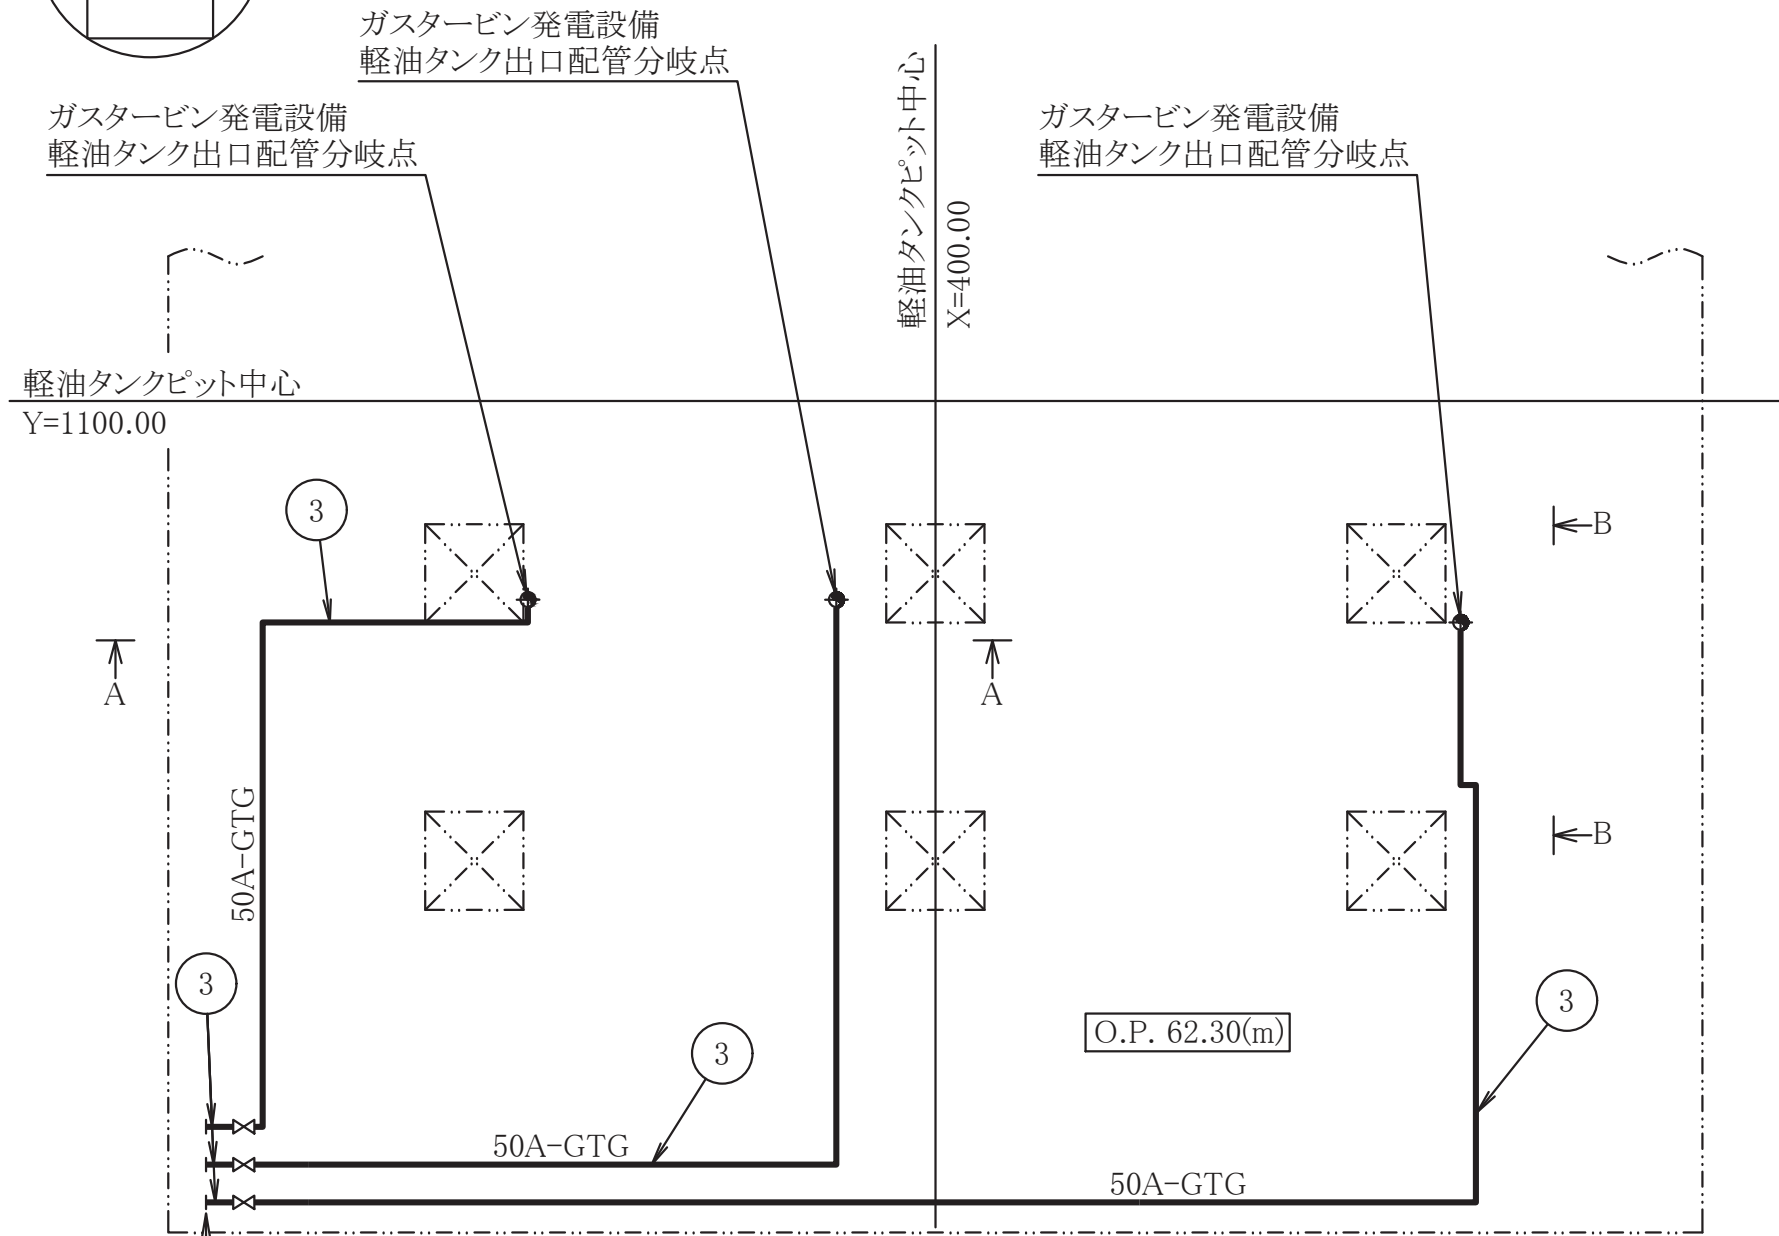 ガスタービン発電設備
軽油タンク出口配管分岐点
ガスタービン発電設備
軽油タンク出口配管分岐点
ガスタービン発電設備
軽油タンク出口配管分岐点
軽油タンクピット中心
X=400.00
軽油タンクピット中心
Y=1100.00
3
B
A
A
50A-GTG
B
3
3
O.P. 62.30(m)
3
50A-GTG
50A-GTG